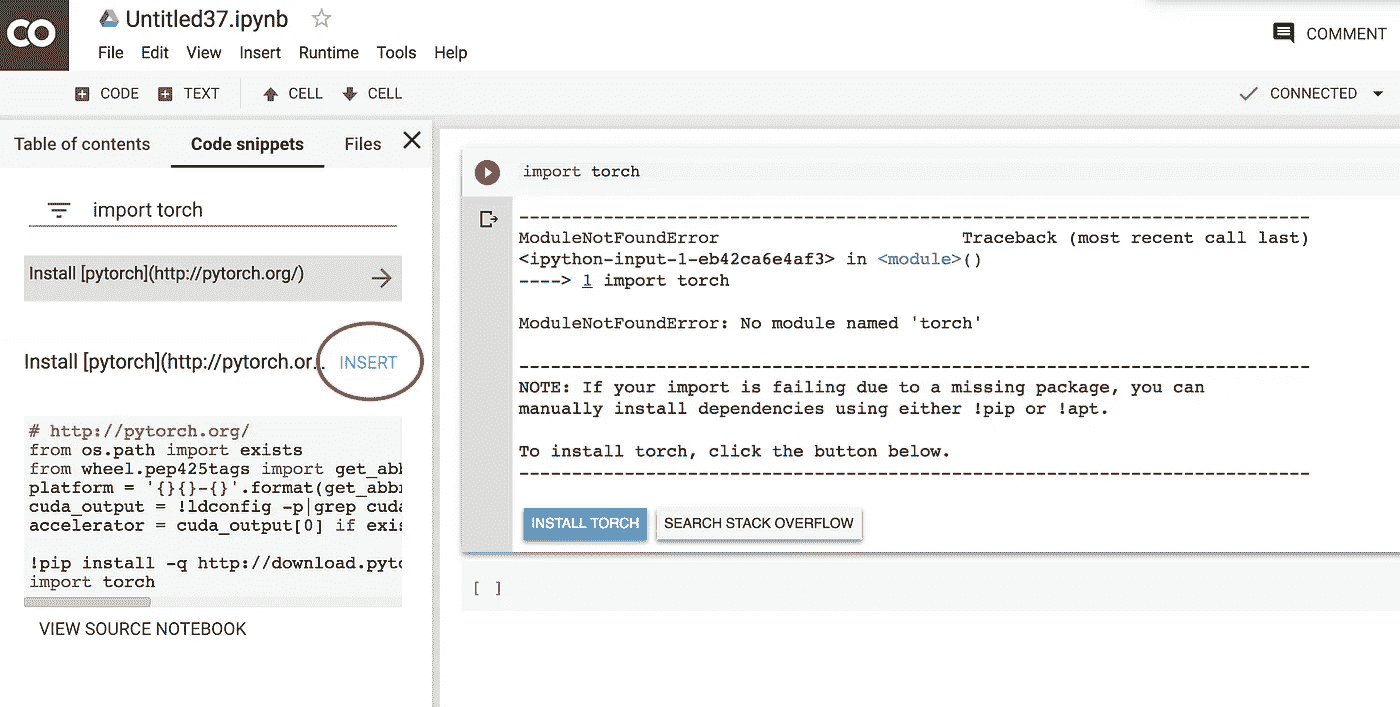 CO
Untitled37.ipynb
File Edit View Insert Runtime Tools Help
COMMENT
CODE TEXT CELL CELL
CONNECTED
Table of contents Code snippets Files
import torch
Install [pytorch](http://pytorch.org/)
Install [pytorch](http://pytorch.or... INSERT
# http://pytorch.org/
from os.path import exists
from wheel.pep425tags import get_abb
platform = '{}{}-{}'.format(get_abbr
cuda_output = !ldconfig -p|grep cuda
accelerator = cuda_output[0] if exis
!pip install -q http://download.pyto
import torch
VIEW SOURCE NOTEBOOK
import torch
---------------------------------------------------------------------------
ModuleNotFoundError                       Traceback (most recent call last)
<ipython-input-1-eb42ca6e4af3> in <module>()
----> 1 import torch
ModuleNotFoundError: No module named 'torch'
---------------------------------------------------------------------------
NOTE: If your import is failing due to a missing package, you can
manually install dependencies using either !pip or !apt.
To install torch, click the button below.
---------------------------------------------------------------------------
INSTALL TORCH SEARCH STACK OVERFLOW
[ ]